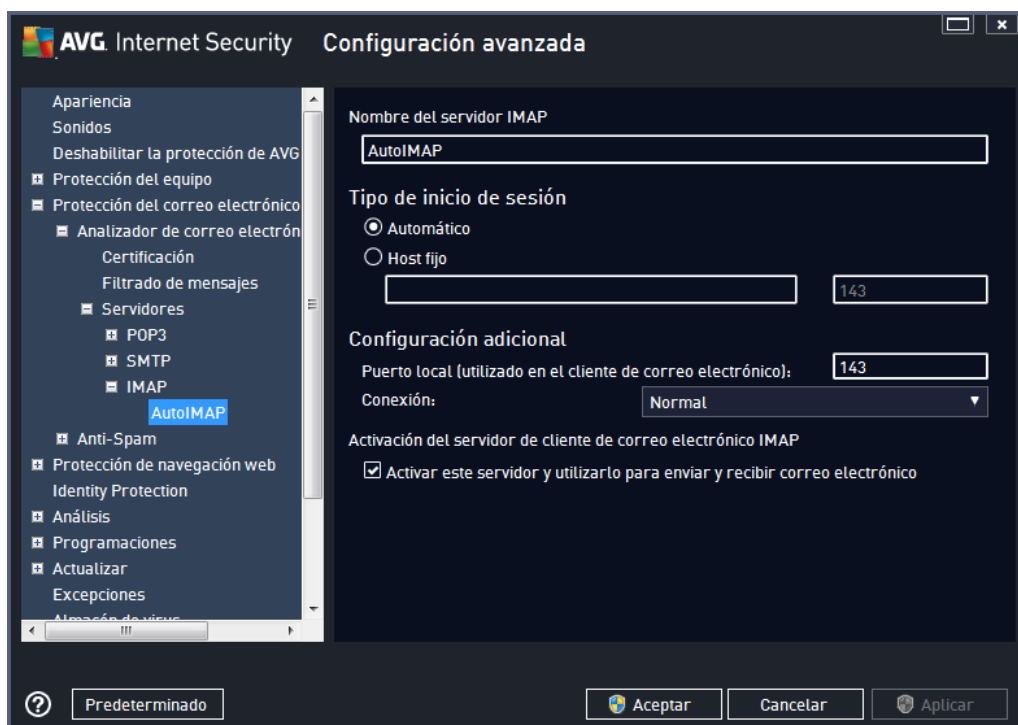 AVG. Internet Security Configuración avanzada
Apariencia
Sonidos
Deshabilitar la protección de AVG
Protección del equipo
Protección del correo electrónico
Analizador de correo electrón
Certificación
Filtrado de mensajes
Servidores
POP3
SMTP
IMAP
AutoIMAP
Anti-Spam
Protección de navegación web
Identity Protection
Análisis
Programaciones
Actualizar
Excepciones
Almacén de virus
Nombre del servidor IMAP
AutoIMAP
Tipo de inicio de sesión
Automático
Host fijo
143
Configuración adicional
Puerto local (utilizado en el cliente de correo electrónico): 143
Conexión: Normal
Activación del servidor de cliente de correo electrónico IMAP
Activar este servidor y utilizarlo para enviar y recibir correo electrónico
Predeterminado
Aceptar
Cancelar
Aplicar